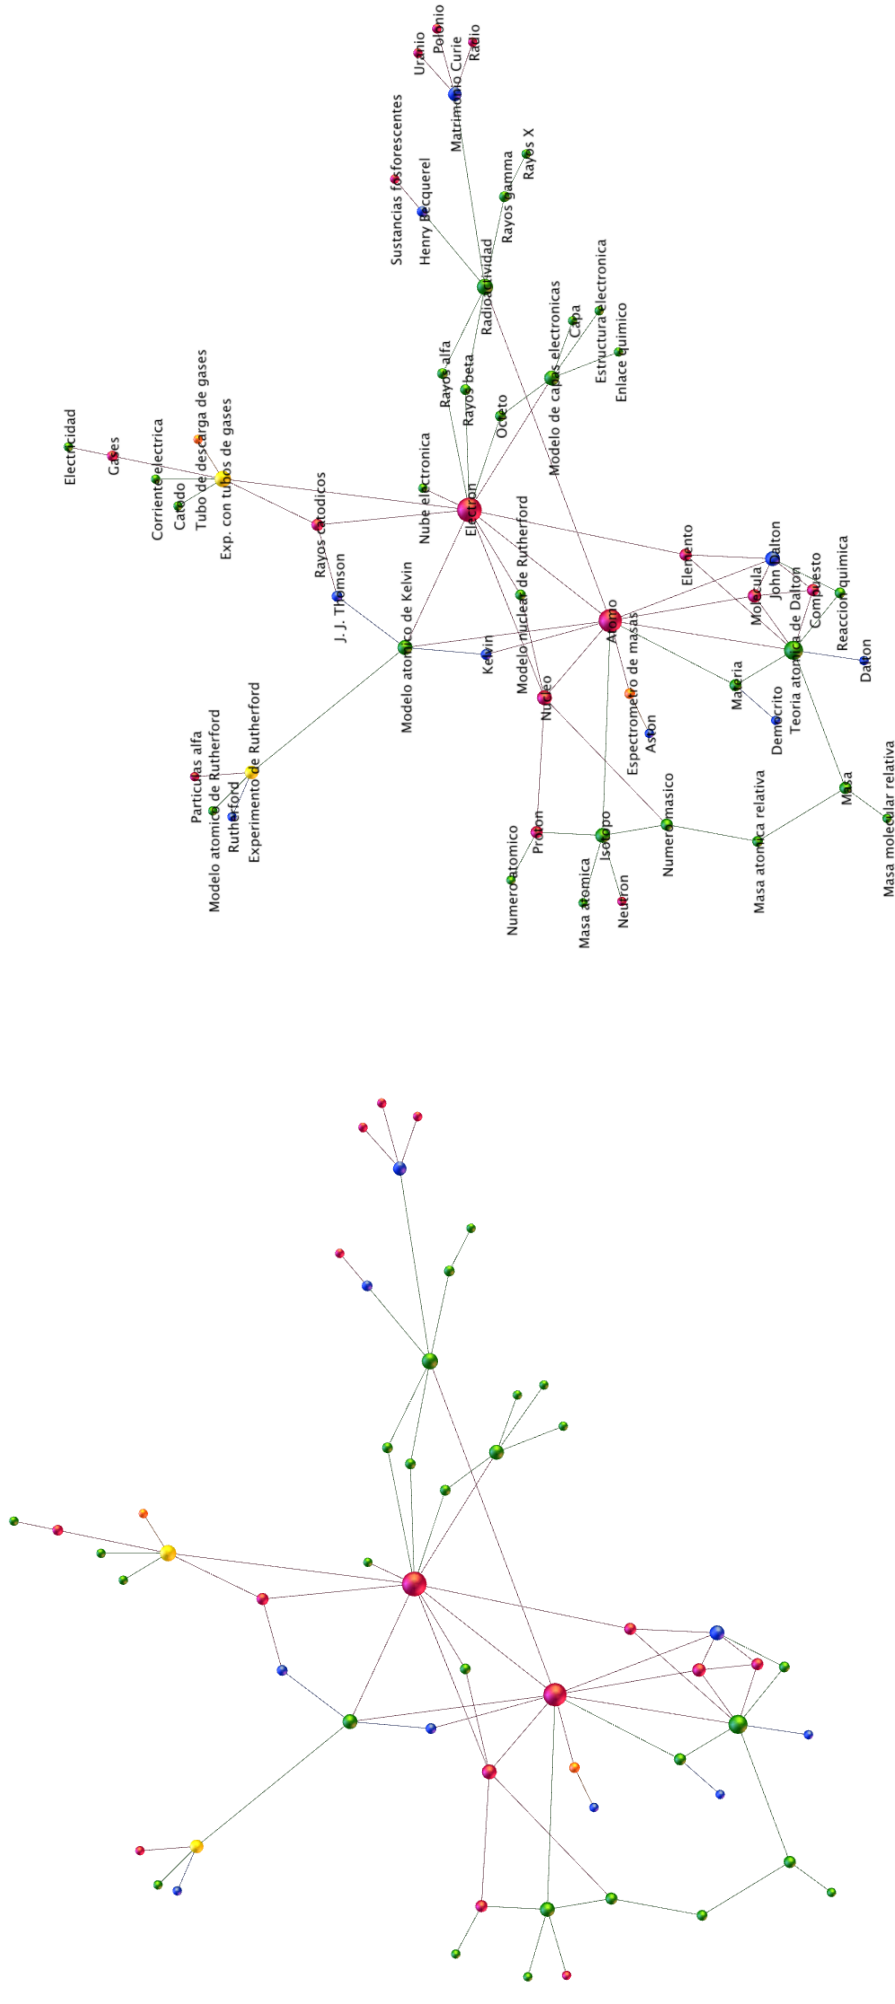 Electricidad
Gases
Corriente electrica
Catodo
Tubo de descarga de gases
Exp. con tubos de gases
Rayos catodicos
J. J. Thomson
Modelo atomico de Kelvin
Kelvin
Particulas alfa
Modelo atomico de Rutherford
Rutherford
Experimento de Rutherford
Sustancias fosforescentes
Henry Becquerel
Uranio
Polonio
Radio
Matrimonio Curie
Radioactividad
Rayos gamma
Rayos X
Rayos alfa
Rayos beta
Octeto
Modelo de capas electronicas
Capa
Estructura electronica
Enlace quimico
Nube electronica
Electron
Modelo nuclear de Rutherford
Nucleo
Atomo
Espectrometro de masas
Aston
Elemento
Molecula
John Dalton
Compuesto
Reaccion quimica
Teoria atomica de Dalton
Dalton
Materia
Democrito
Numero atomico
Proton
Masa atomica
Isotopo
Neutron
Numero masico
Masa atomica relativa
Masa
Masa molecular relativa